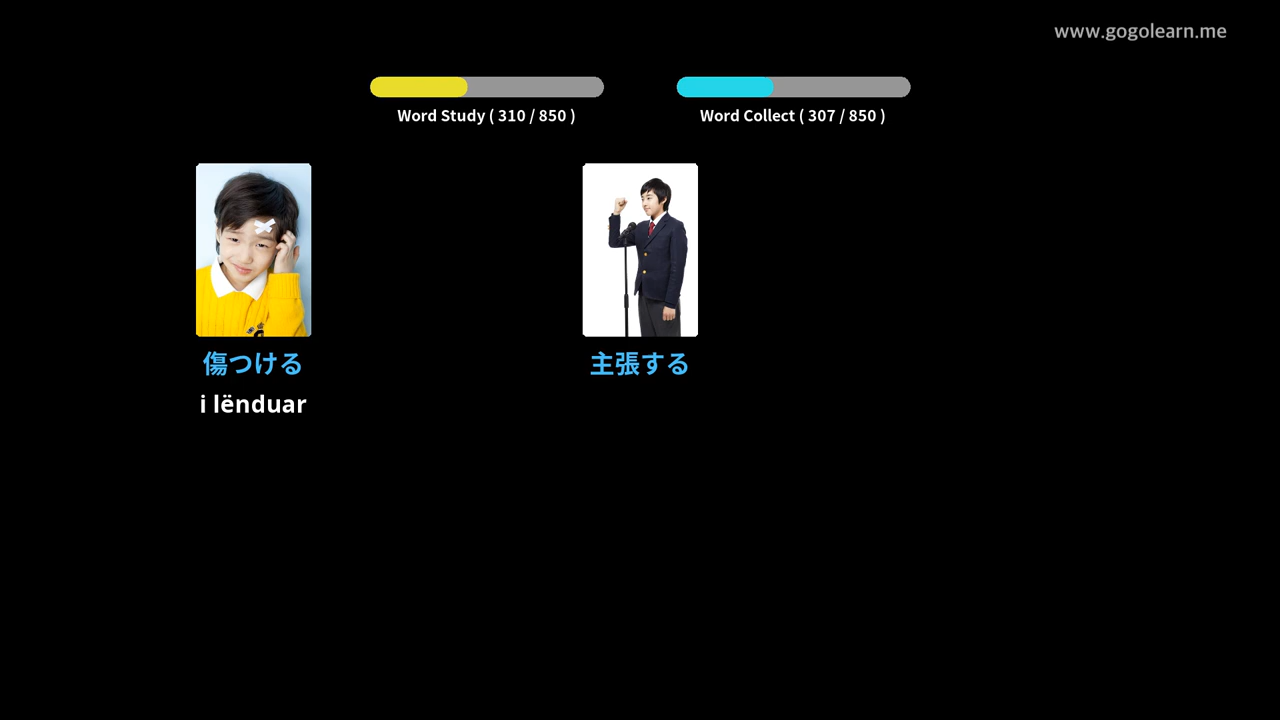 www.gogolearn.me
Word Study ( 310 / 850 )
Word Collect ( 307 / 850 )
傷つける
主張する
i lënduar